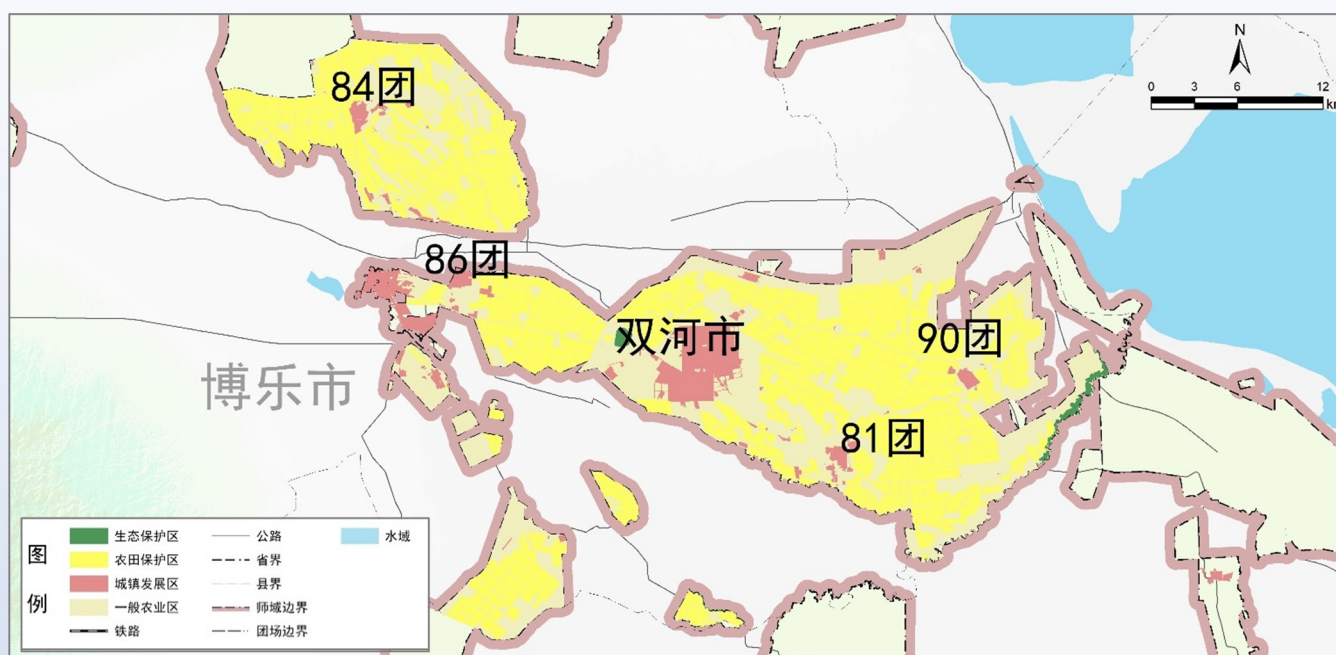 84团
N
0 3 6 12
km
86团
双河市
90团
博乐市
81团
图例
生态保护区
农田保护区
城镇发展区
一般农业区
铁路
公路
省界
县界
师域边界
团场边界
水域